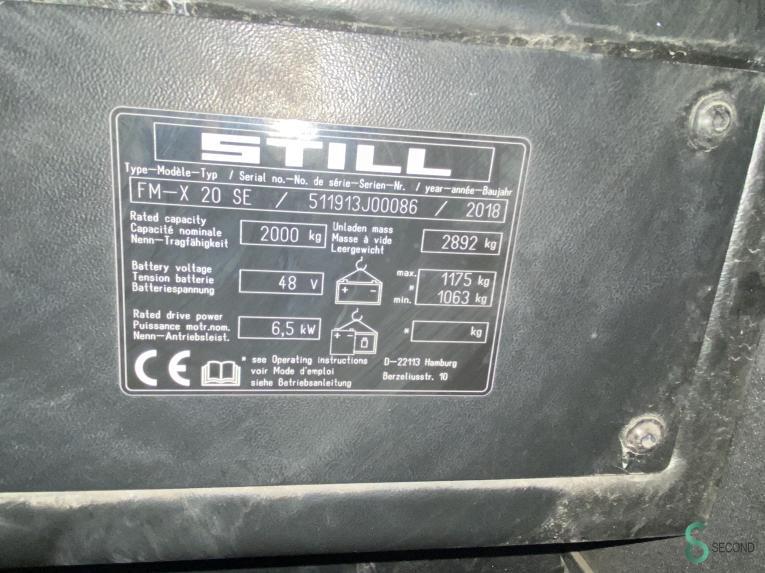 STILL
Type-Modèle-Typ / Serial no.-No. de série-Serien-Nr. / year-année-Baujahr
FM-X 20 SE / 511913J00086 / 2018
Rated capacity
Capacité nominale
Nenn-Tragfähigkeit
2000 kg
Unladen mass
Masse à vide
Leergewicht
2892 kg
Battery voltage
Tension batterie
Batteriespannung
48 V
+ -
max. 1175 kg
*
min. 1063 kg
Rated drive power
Puissance motr.nom.
Nenn-Antriebsleist.
6,5 kW
+ -
* kg
CE
* see Operating instructions
voir Mode d'emploi
siehe Betriebsanleitung
D-22113 Hamburg
Berzeliusstr. 10
SECOND